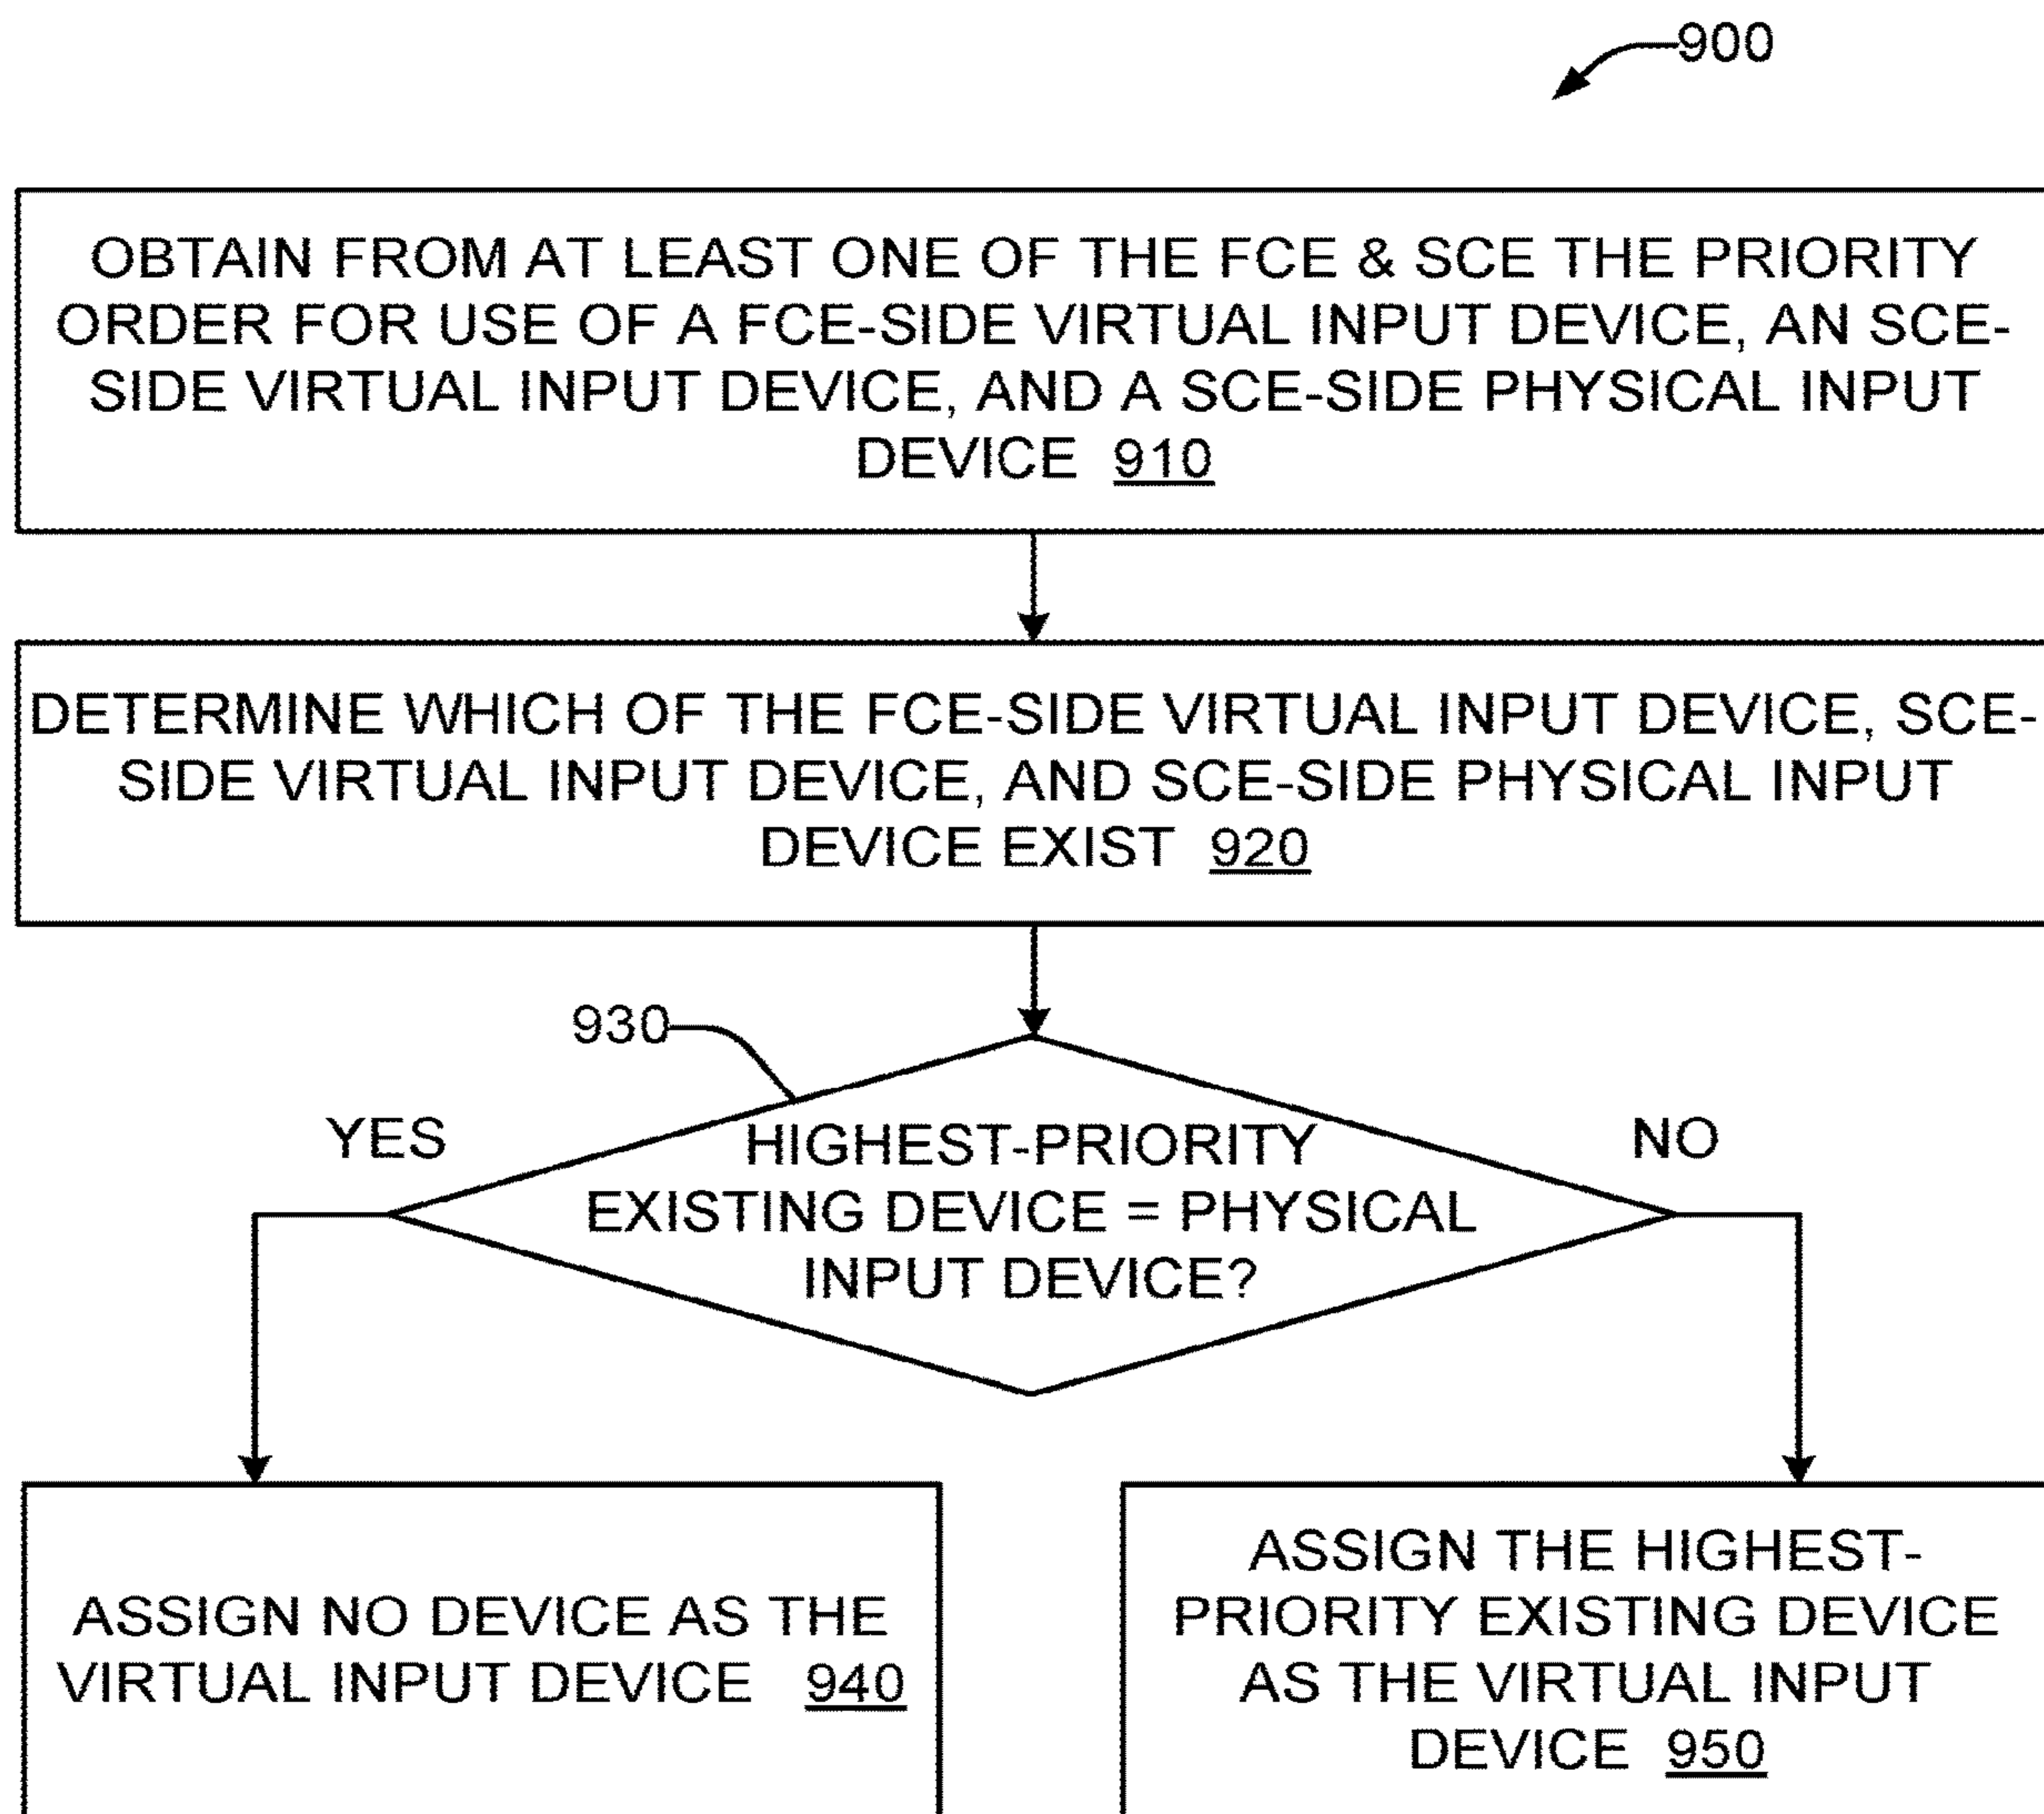 900
OBTAIN FROM AT LEAST ONE OF THE FCE & SCE THE PRIORITY
ORDER FOR USE OF A FCE-SIDE VIRTUAL INPUT DEVICE, AN SCE-
SIDE VIRTUAL INPUT DEVICE, AND A SCE-SIDE PHYSICAL INPUT
DEVICE 910
DETERMINE WHICH OF THE FCE-SIDE VIRTUAL INPUT DEVICE, SCE-
SIDE VIRTUAL INPUT DEVICE, AND SCE-SIDE PHYSICAL INPUT
DEVICE EXIST 920
930
YES
NO
HIGHEST-PRIORITY
EXISTING DEVICE = PHYSICAL
INPUT DEVICE?
ASSIGN NO DEVICE AS THE
VIRTUAL INPUT DEVICE 940
ASSIGN THE HIGHEST-
PRIORITY EXISTING DEVICE
AS THE VIRTUAL INPUT
DEVICE 950